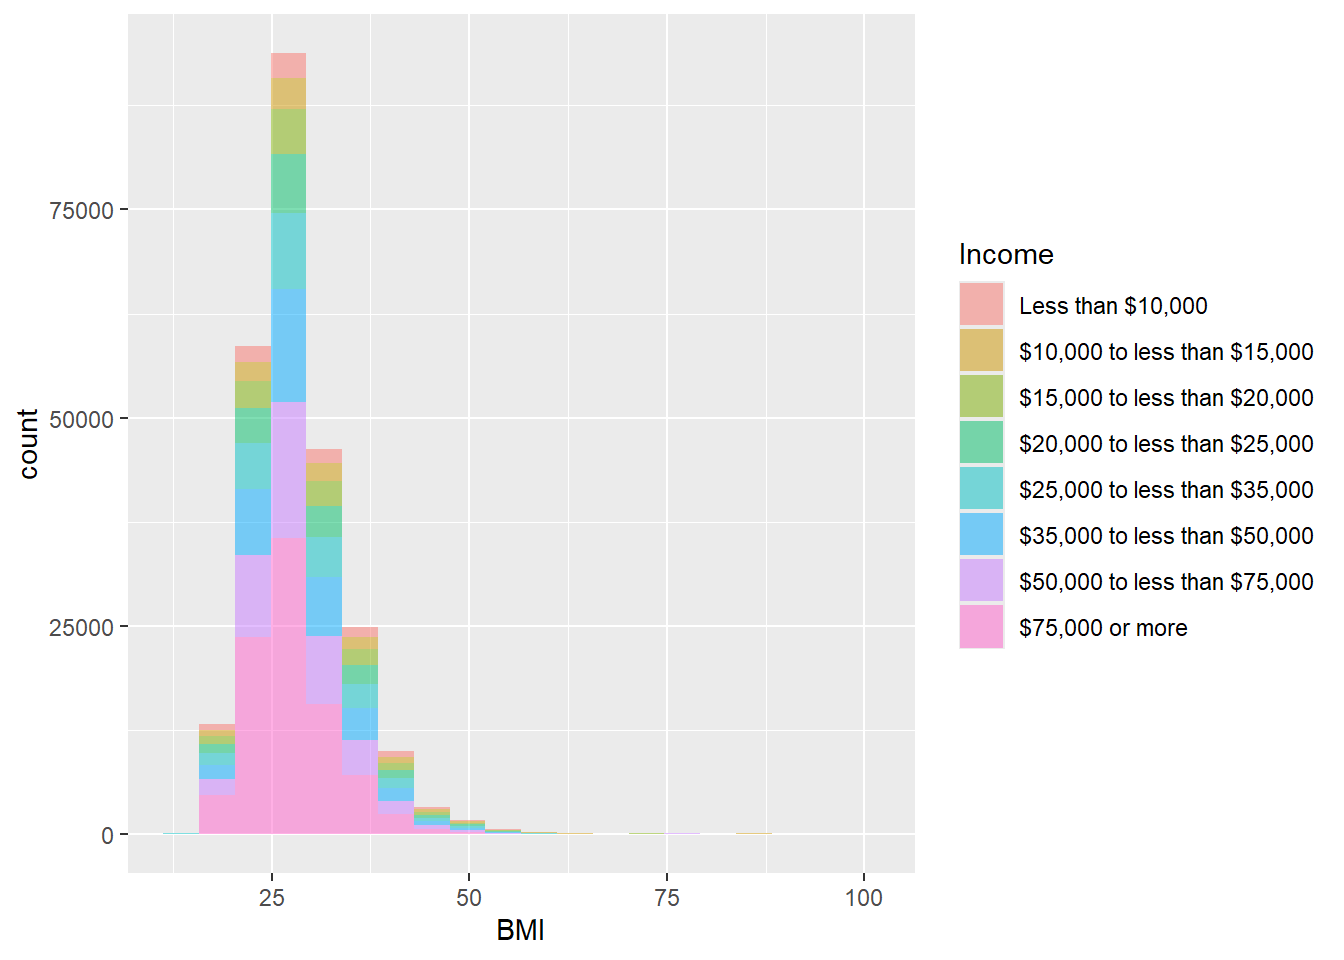 75000
50000
25000
0
count
25
50
75
100
BMI
Income
Less than $10,000
$10,000 to less than $15,000
$15,000 to less than $20,000
$20,000 to less than $25,000
$25,000 to less than $35,000
$35,000 to less than $50,000
$50,000 to less than $75,000
$75,000 or more